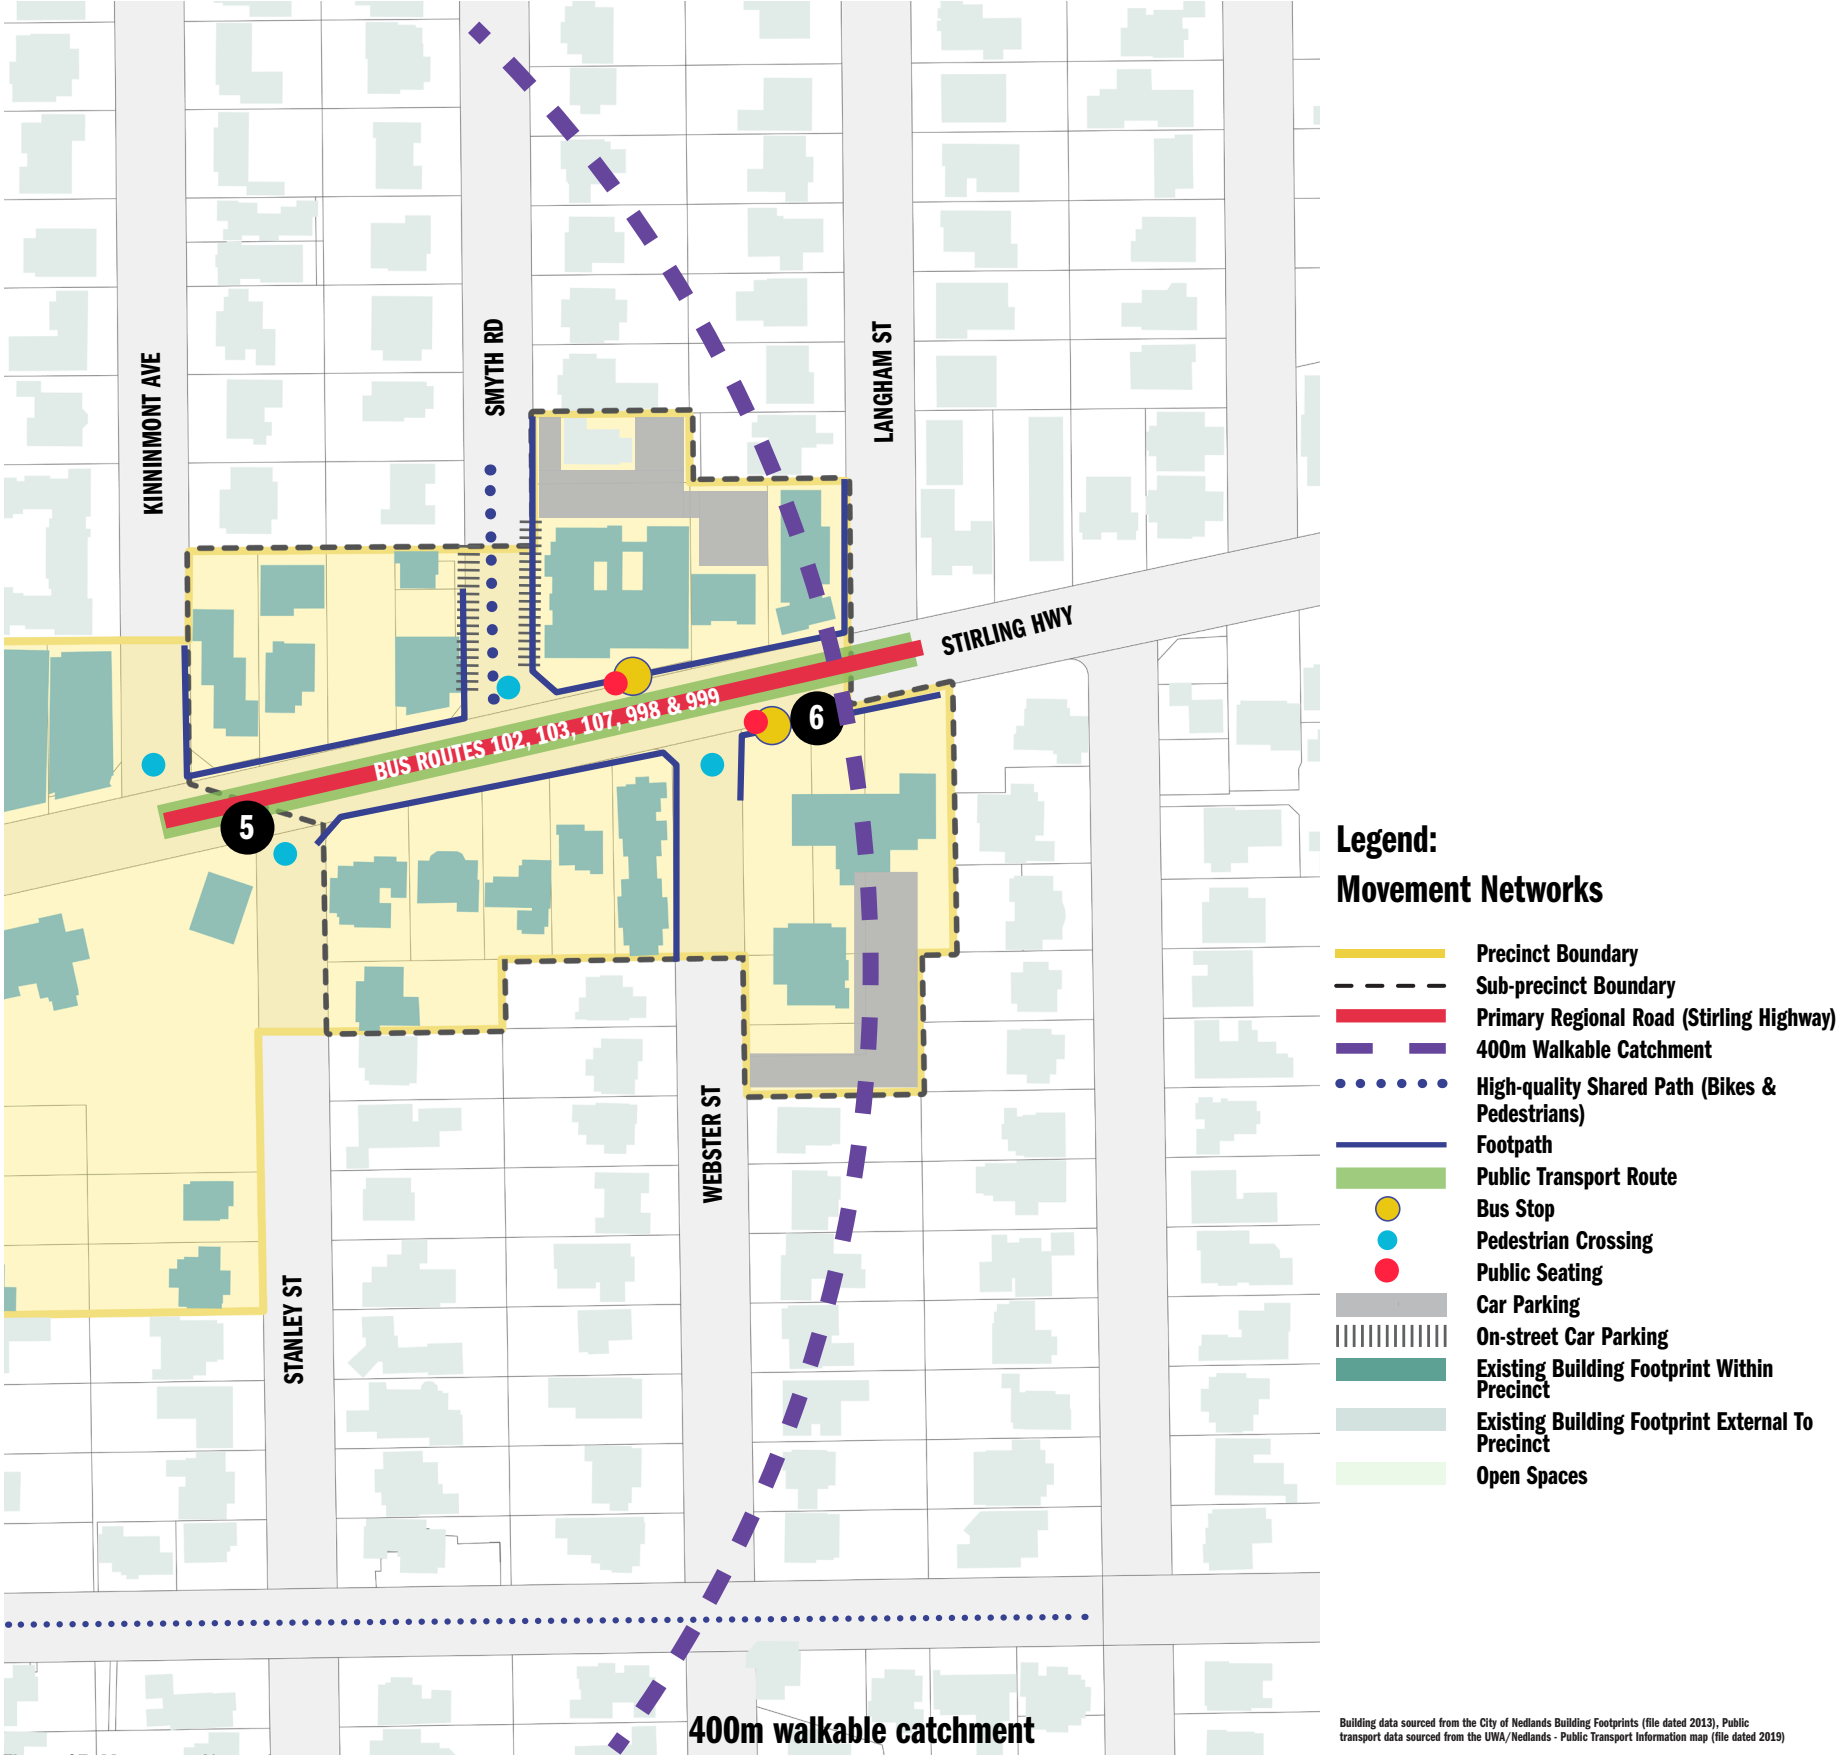 KINNINMONT AVE
SMYTH RD
LANGHAM ST
STIRLING HWY
BUS ROUTES 102, 103, 107, 998 & 999
6
5
WEBSTER ST
STANLEY ST
400m walkable catchment
Legend:
Movement Networks
Precinct Boundary
Sub-precinct Boundary
Primary Regional Road (Stirling Highway)
400m Walkable Catchment
High-quality Shared Path (Bikes &
Pedestrians)
Footpath
Public Transport Route
Bus Stop
Pedestrian Crossing
Public Seating
Car Parking
On-street Car Parking
Existing Building Footprint Within
Precinct
Existing Building Footprint External To
Precinct
Open Spaces
Building data sourced from the City of Nedlands Building Footprints (file dated 2013), Public
transport data sourced from the UWA/Nedlands - Public Transport Information map (file dated 2019)